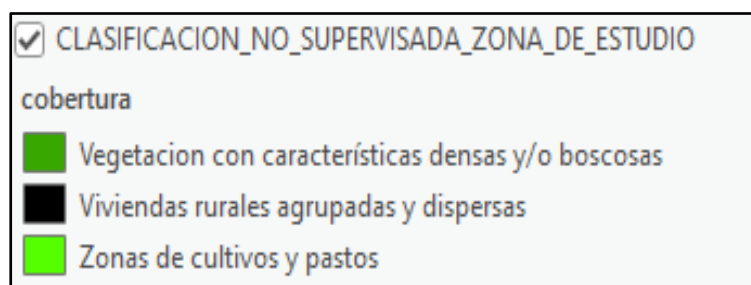 CLASIFICACION_NO_SUPERVISADA_ZONA_DE_ESTUDIO
cobertura
Vegetacion con características densas y/o boscosas
Viviendas rurales agrupadas y dispersas
Zonas de cultivos y pastos